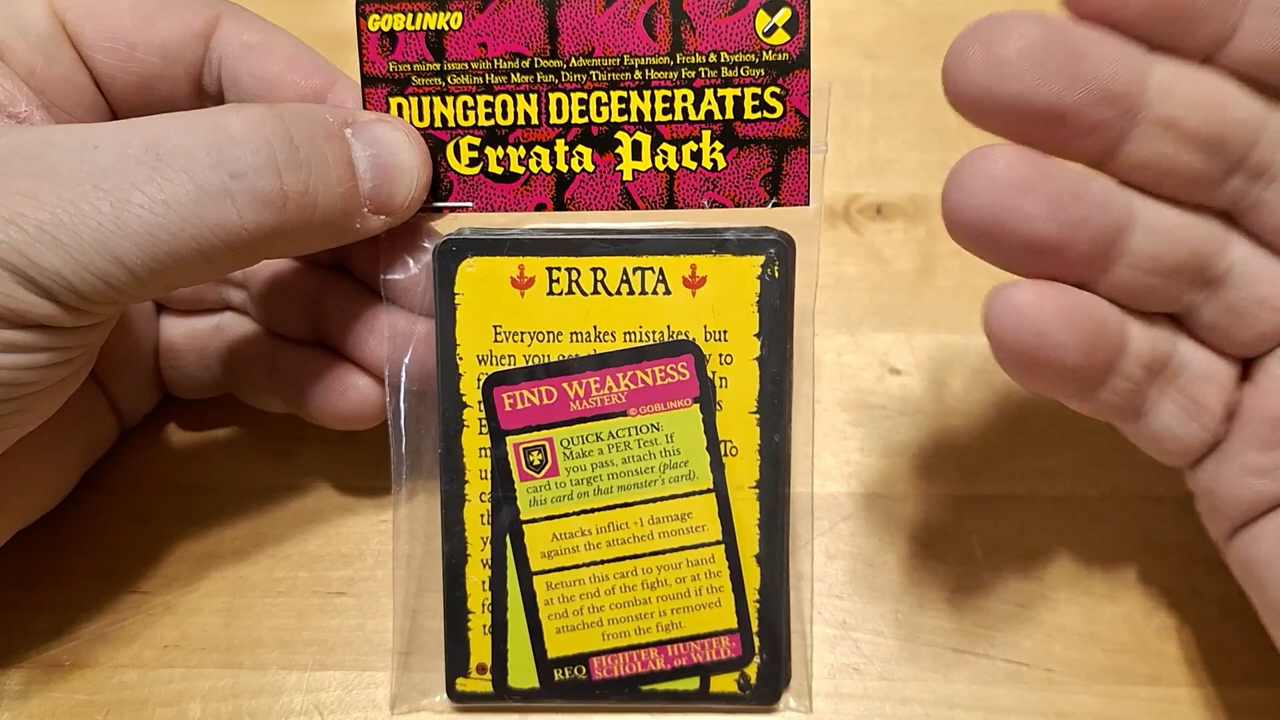 GOBLINKO
Fixes minor issues with Hand of Doom, Adventurer Expansion, Freaks & Psychos, Mean
Streets, Goblins Have More Fun, Dirty Thirteen & Hooray For The Bad Guys
DUNGEON DEGENERATES
Errata Pack
ERRATA
Everyone makes mistakes, but
when you
to
In
FIND WEAKNESS
MASTERY
© GOBLINKO
QUICK ACTION:
Make a PER Test. If
you pass, attach this
card to target monster (place
this card on that monster's card).
Attacks inflict +1 damage
against the attached monster.
Return this card to your hand
at the end of the fight, or at the
end of the combat round if the
attached monster is removed
from the fight.
REQ FIGHTER, HUNTER,
SCHOLAR, or WILD.